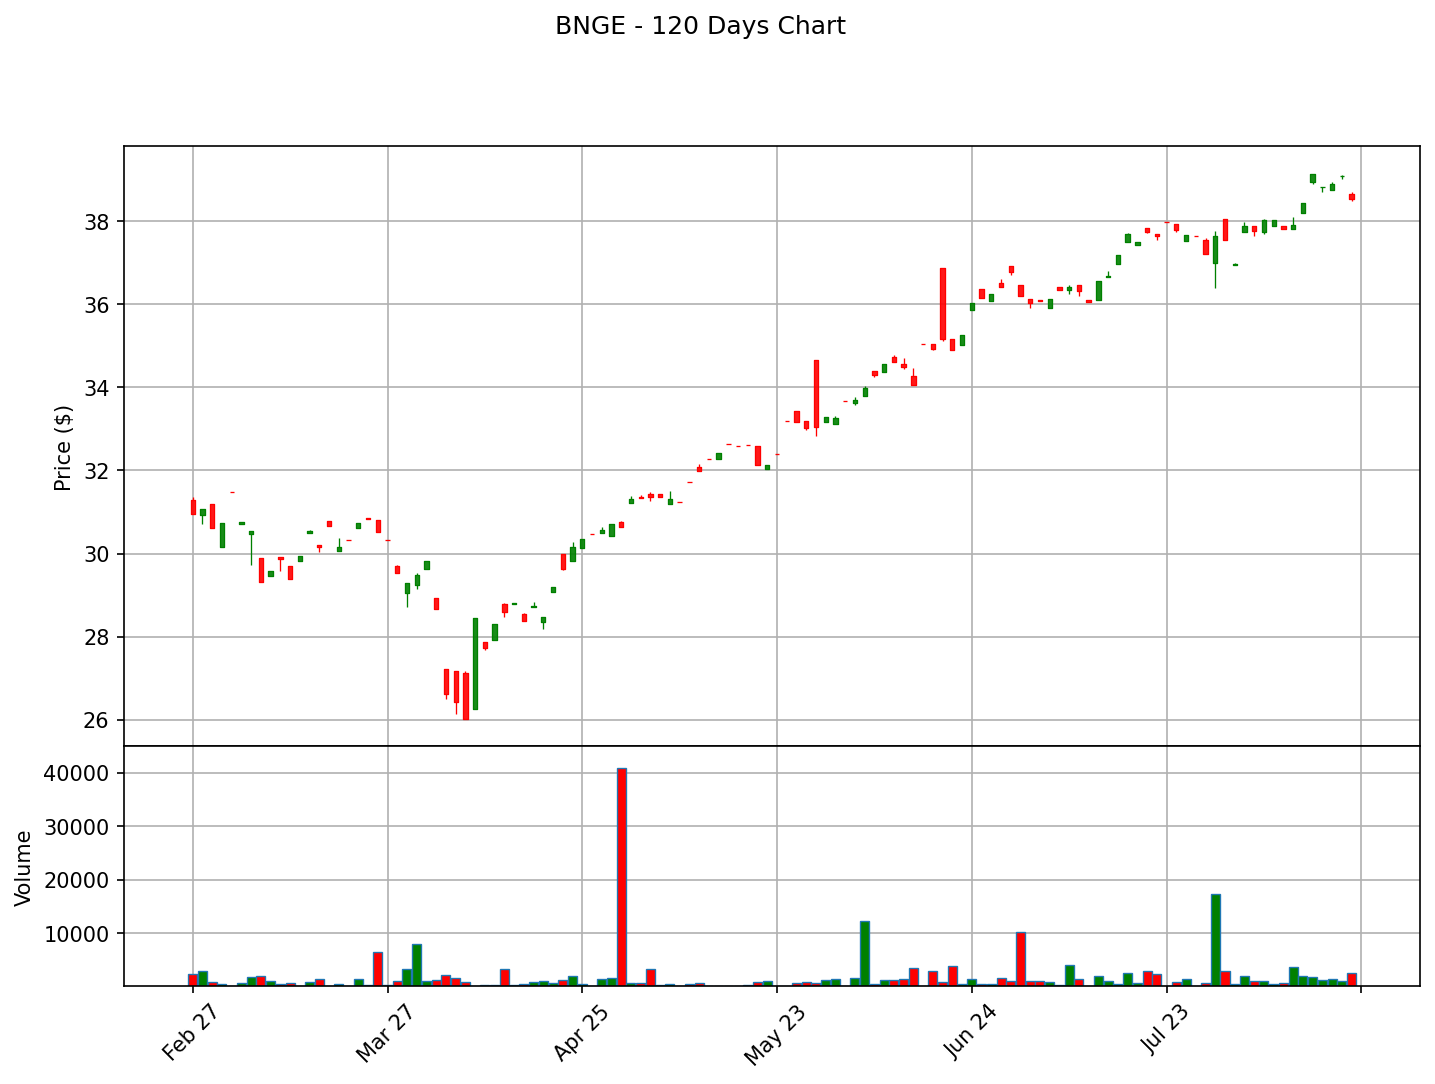 BNGE - 120 Days Chart
Price ($)
38
36
34
32
30
28
26
Volume
40000
30000
20000
10000
Feb 27
Mar 27
Apr 25
May 23
Jun 24
Jul 23